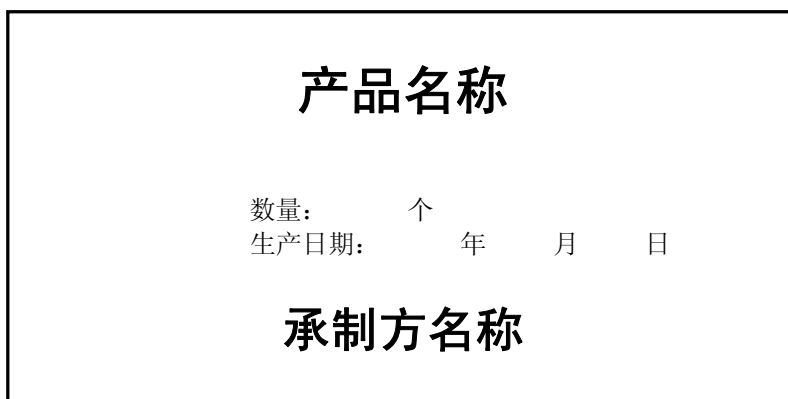 产品名称
数量： 个
生产日期： 年 月 日
承制方名称